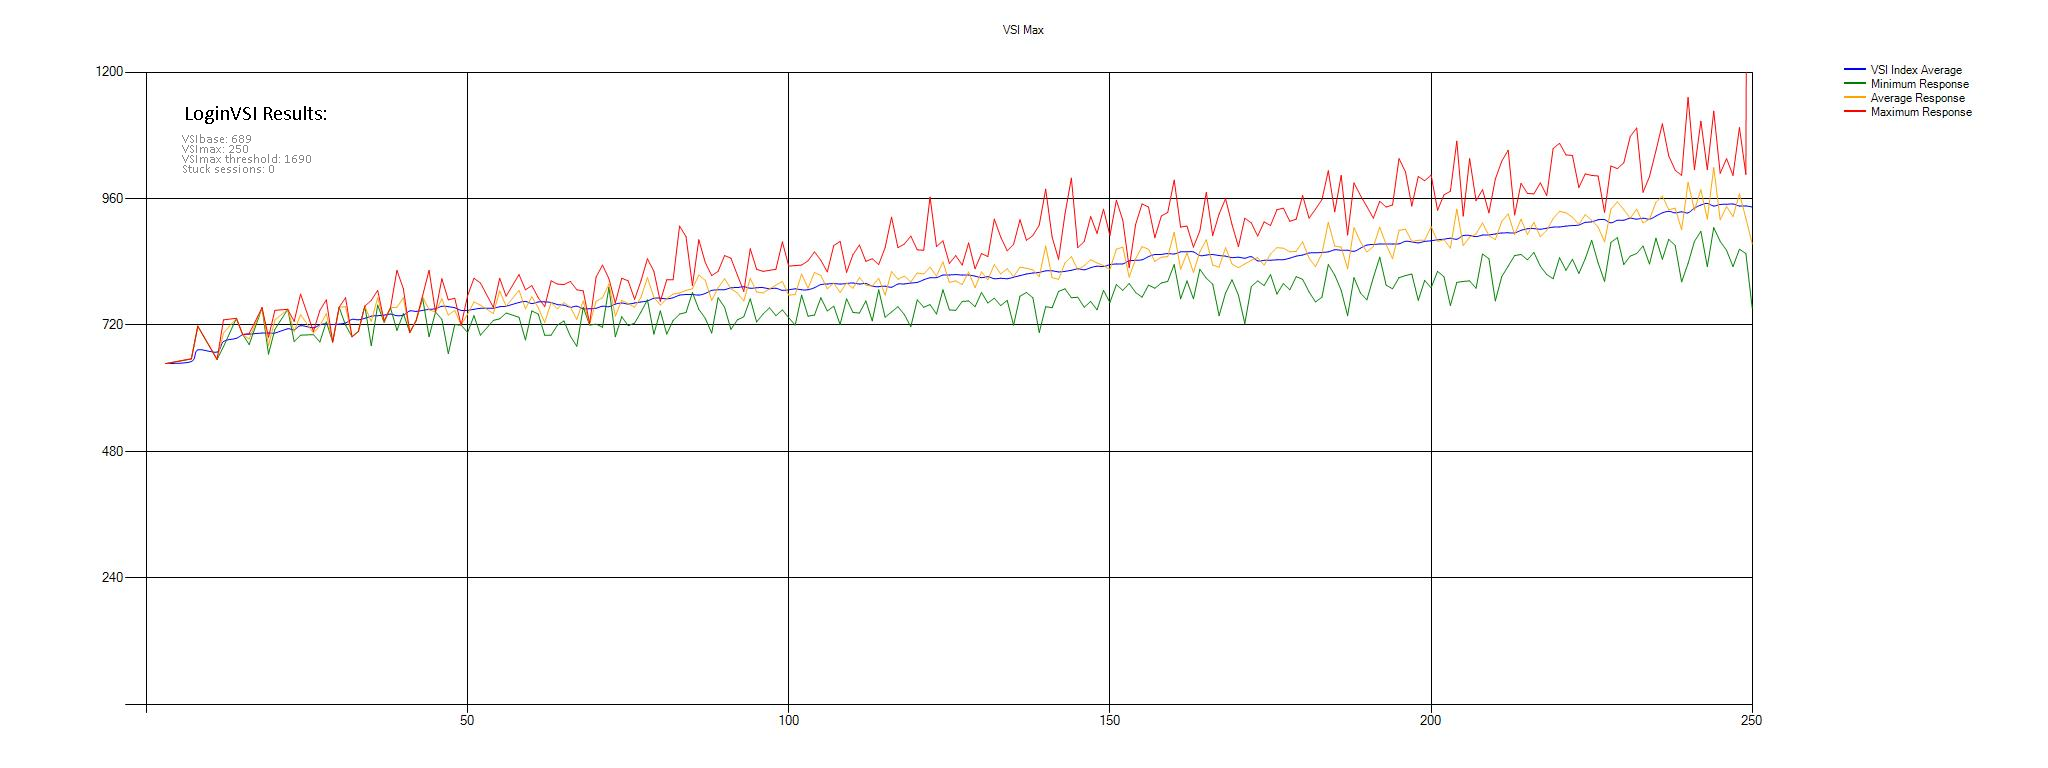 VSI Max
1200
960
720
480
240
LoginVSI Results:
VSIbase: 689
VSImax: 250
VSImax threshold: 1690
Stuck sessions: 0
50
100
150
200
250
VSI Index Average
Minimum Response
Average Response
Maximum Response